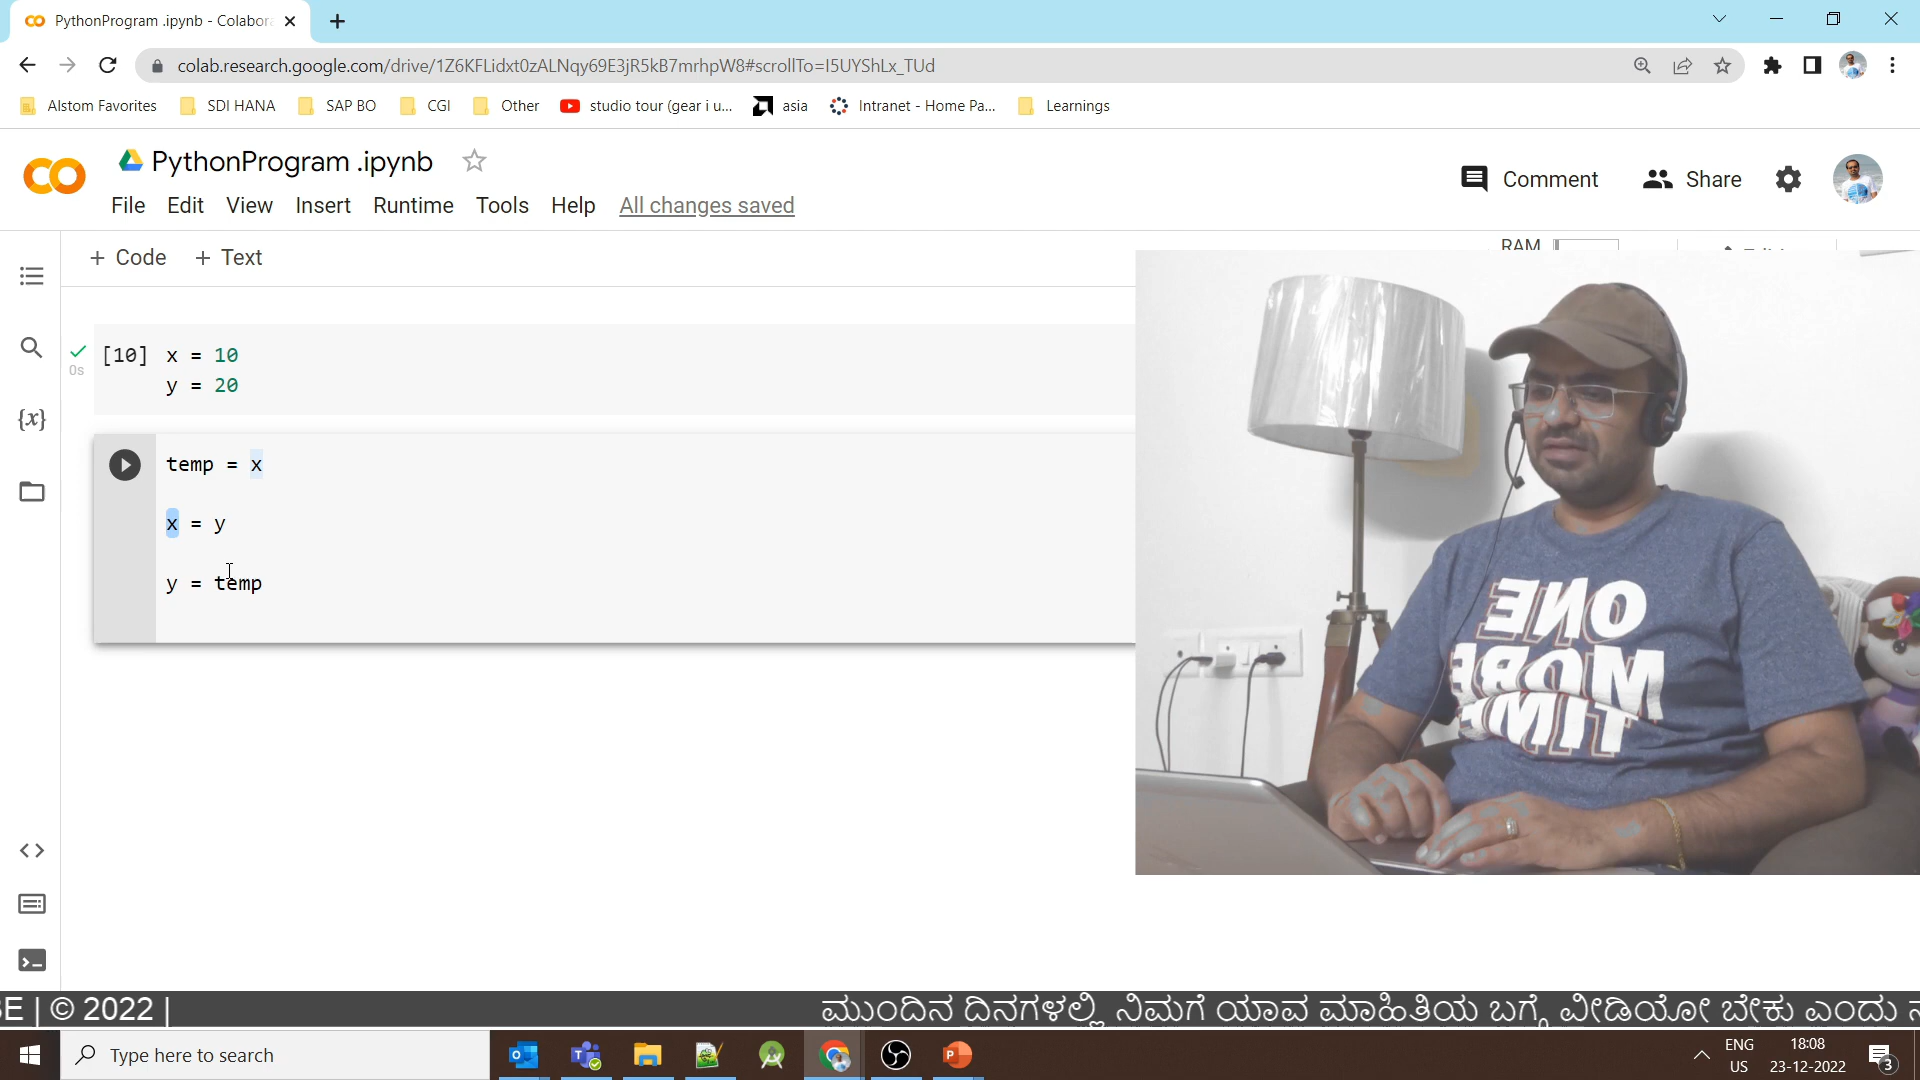 PythonProgram .ipynb - Colabora
colab.research.google.com/drive/1Z6KFLidxt0zALNqy69E3jR5kB7mrhpW8#scrollTo=I5UYShLx_TUd
Alstom Favorites SDI HANA SAP BO CGI Other studio tour (gear i u... asia Intranet - Home Pa... Learnings
PythonProgram .ipynb
Comment Share
File Edit View Insert Runtime Tools Help All changes saved
+ Code + Text
RAM
[10] x = 10
0s
y = 20
temp = x
x = y
y = temp
ONE
MORE
TIME
E | © 2022 | ಮುಂದಿನ ದಿನಗಳಲ್ಲಿ ನಿಮಗೆ ಯಾವ ಮಾಹಿತಿಯ ಬಗ್ಗೆ ವೀಡಿಯೋ ಬೇಕು ಎಂದು
Type here to search
ENG
US
18:08
23-12-2022
3